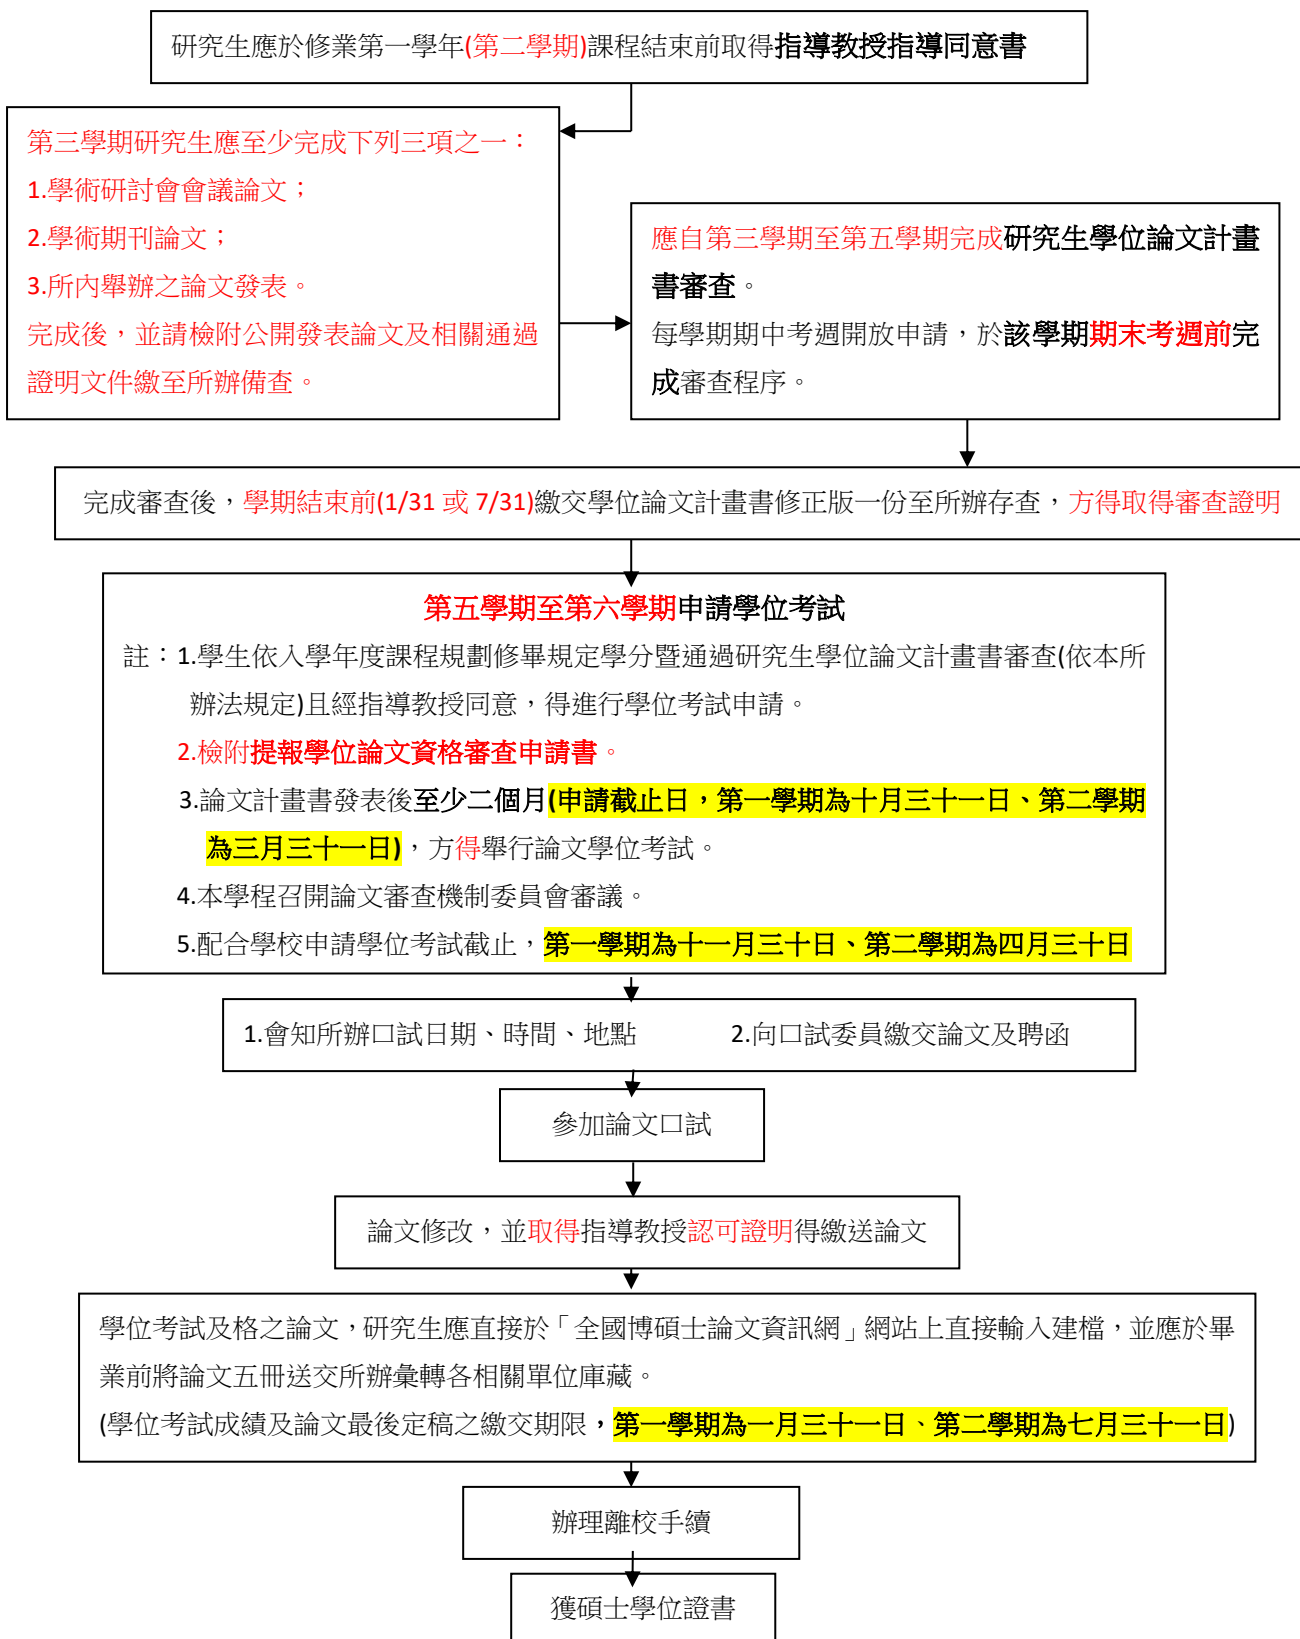 研究生應於修業第一學年(第二學期)課程結束前取得指導教授指導同意書
第三學期研究生應至少完成下列三項之一：
1.學術研討會會議論文；
2.學術期刊論文；
3.所內舉辦之論文發表。
完成後，並請檢附公開發表論文及相關通過
證明文件繳至所辦備查。
應自第三學期至第五學期完成研究生學位論文計畫
書審查。
每學期期中考週開放申請，於該學期期末考週前完
成審查程序。
完成審查後，學期結束前(1/31 或 7/31)繳交學位論文計畫書修正版一份至所辦存查，方得取得審查證明
第五學期至第六學期申請學位考試
註：1.學生依入學年度課程規劃修畢規定學分暨通過研究生學位論文計畫書審查(依本所
辦法規定)且經指導教授同意，得進行學位考試申請。
2.檢附提報學位論文資格審查申請書。
3.論文計畫書發表後至少二個月(申請截止日，第一學期為十月三十一日、第二學期
為三月三十一日)，方得舉行論文學位考試。
4.本學程召開論文審查機制委員會審議。
5.配合學校申請學位考試截止，第一學期為十一月三十日、第二學期為四月三十日
1.會知所辦口試日期、時間、地點 2.向口試委員繳交論文及聘函
參加論文口試
論文修改，並取得指導教授認可證明得繳送論文
學位考試及格之論文，研究生應直接於「全國博碩士論文資訊網」網站上直接輸入建檔，並應於畢
業前將論文五冊送交所辦彙轉各相關單位庫藏。
(學位考試成績及論文最後定稿之繳交期限，第一學期為一月三十一日、第二學期為七月三十一日)
辦理離校手續
獲碩士學位證書